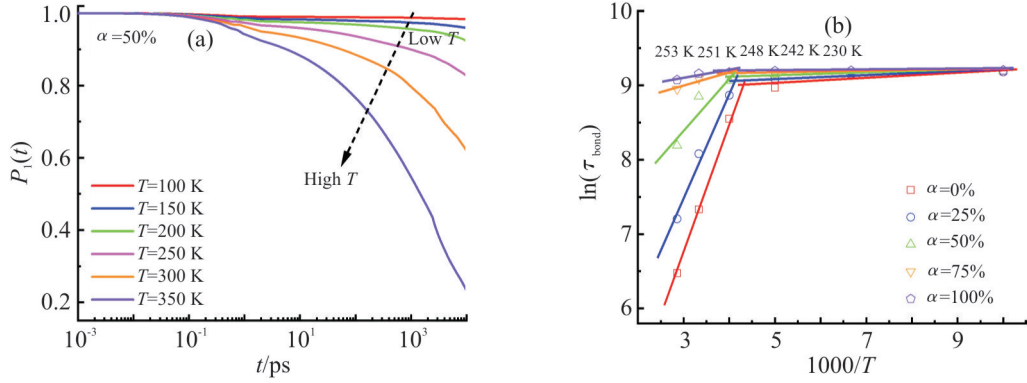 1.0
0.8
0.6
0.4
0.2
P₁(t)
α=50%
(a)
Low T
High T
T=100 K
T=150 K
T=200 K
T=250 K
T=300 K
T=350 K
10⁻³
10⁻¹
10¹
10³
t/ps
(b)
10
9
8
7
6
ln(τ bond)
253 K 251 K 248 K 242 K 230 K
α=0%
α=25%
α=50%
α=75%
α=100%
3
5
7
9
1000/T